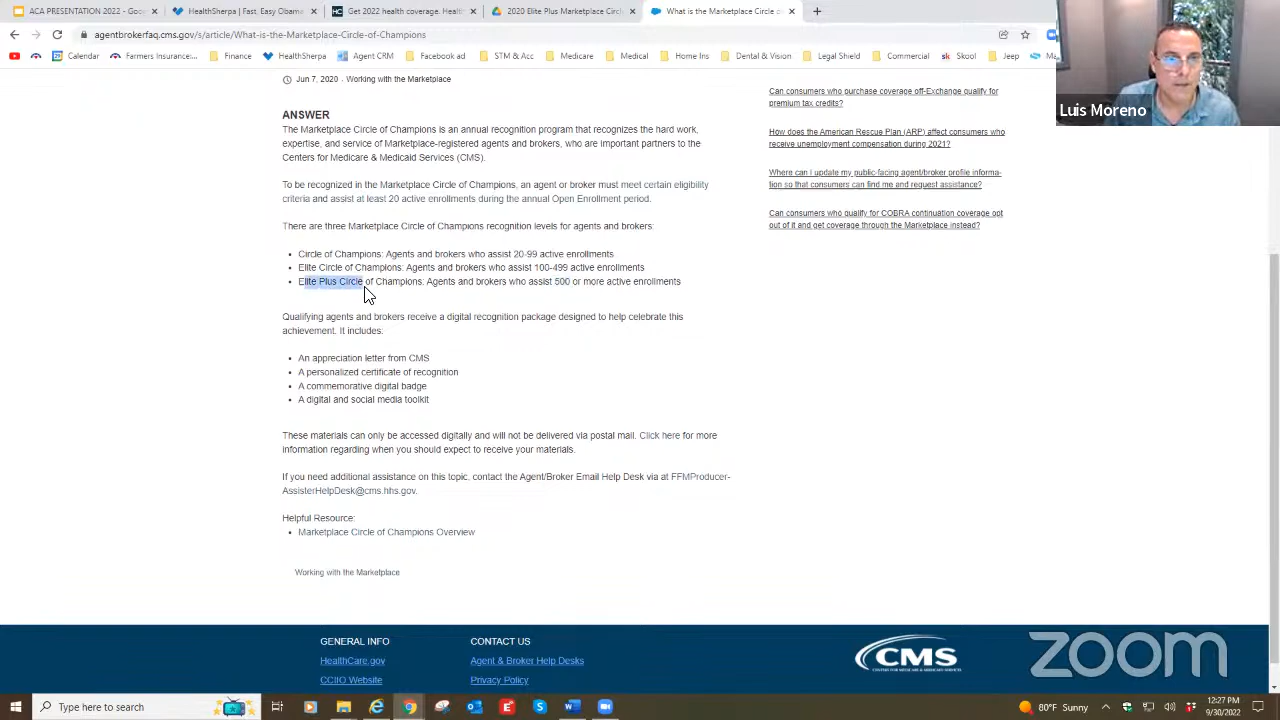 ACA PRESENTATION 2022 - Gove
HealthSherpa | Fast, Easy Obama
Get 2022 health coverage. Health
2020 Elite Plus Marketplace Circle
What is the Marketplace Circle of
agentbrokerfaq.cms.gov/s/article/What-is-the-Marketplace-Circle-of-Champions
Calendar
Farmers Insurance...
Finance
HealthSherpa
Agent CRM
Facebook ad
STM & Acc
Medicare
Medical
Home Ins
Dental & Vision
Legal Shield
Commercial
Skool
Jeep
Luis Moreno
Jun 7, 2020 · Working with the Marketplace
ANSWER
The Marketplace Circle of Champions is an annual recognition program that recognizes the hard work,
expertise, and service of Marketplace-registered agents and brokers, who are important partners to the
Centers for Medicare & Medicaid Services (CMS).
To be recognized in the Marketplace Circle of Champions, an agent or broker must meet certain eligibility
criteria and assist at least 20 active enrollments during the annual Open Enrollment period.
There are three Marketplace Circle of Champions recognition levels for agents and brokers:
• Circle of Champions: Agents and brokers who assist 20-99 active enrollments
• Elite Circle of Champions: Agents and brokers who assist 100-499 active enrollments
• Elite Plus Circle of Champions: Agents and brokers who assist 500 or more active enrollments
Qualifying agents and brokers receive a digital recognition package designed to help celebrate this
achievement. It includes:
• An appreciation letter from CMS
• A personalized certificate of recognition
• A commemorative digital badge
• A digital and social media toolkit
These materials can only be accessed digitally and will not be delivered via postal mail. Click here for more
information regarding when you should expect to receive your materials.
If you need additional assistance on this topic, contact the Agent/Broker Email Help Desk via at FFMProducer-
AssisterHelpDesk@cms.hhs.gov.
Helpful Resource:
• Marketplace Circle of Champions Overview
Working with the Marketplace
Can consumers who purchase coverage off-Exchange qualify for
premium tax credits?
How does the American Rescue Plan (ARP) affect consumers who
receive unemployment compensation during 2021?
Where can I update my public-facing agent/broker profile informa-
tion so that consumers can find me and request assistance?
Can consumers who qualify for COBRA continuation coverage opt
out of it and get coverage through the Marketplace instead?
GENERAL INFO
HealthCare.gov
CCIIO Website
CONTACT US
Agent & Broker Help Desks
Privacy Policy
CMS
CENTERS FOR MEDICARE & MEDICAID SERVICES
zoom
Type here to search
80°F Sunny
12:27 PM
9/30/2022